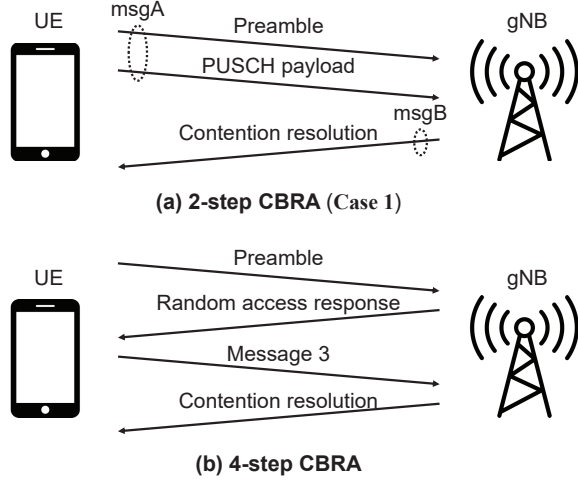 msgA
UE
Preamble
gNB
PUSCH payload
msgB
Contention resolution
(a) 2-step CBRA (Case 1)
Preamble
UE
gNB
Random access response
Message 3
Contention resolution
(b) 4-step CBRA